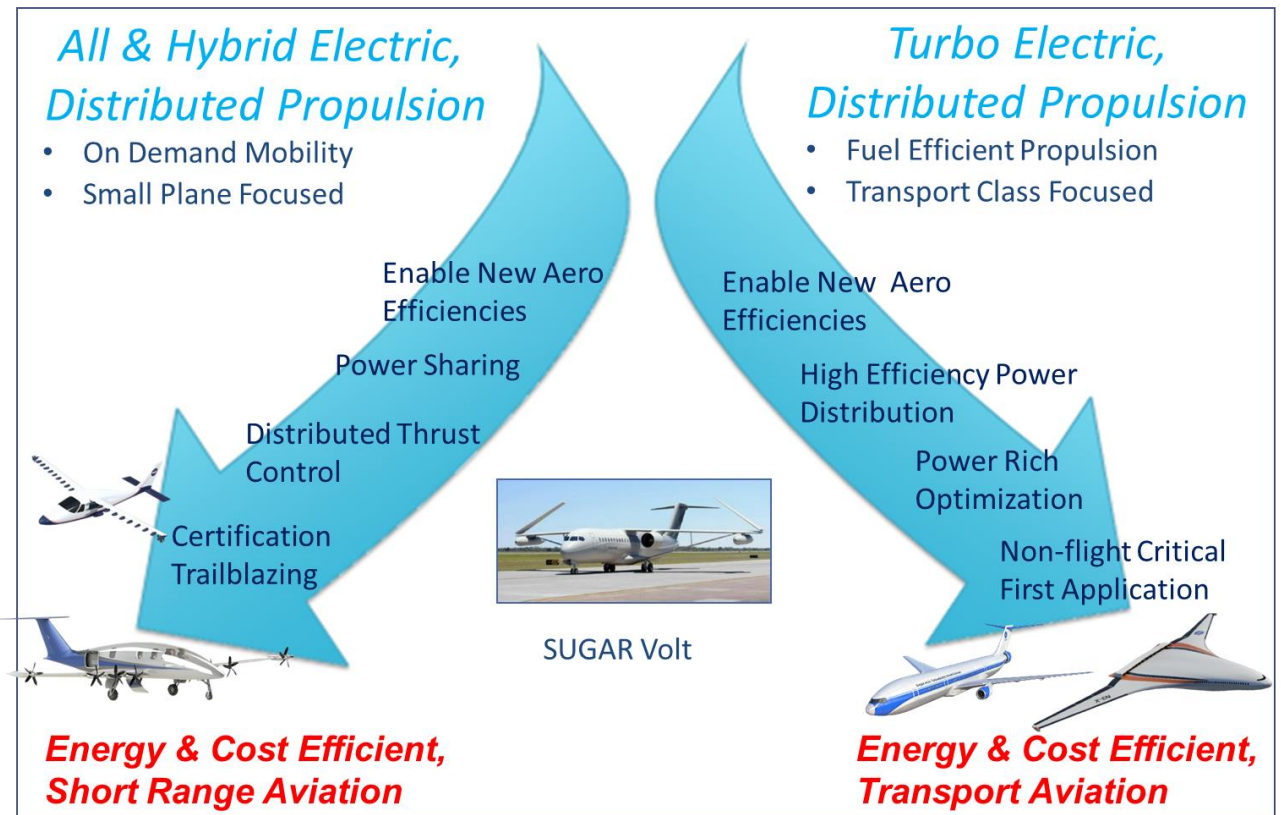 All & Hybrid Electric,
Distributed Propulsion
• On Demand Mobility
• Small Plane Focused
Enable New Aero
Efficiencies
Power Sharing
Distributed Thrust
Control
Certification
Trailblazing
Energy & Cost Efficient,
Short Range Aviation
SUGAR Volt
Turbo Electric,
Distributed Propulsion
• Fuel Efficient Propulsion
• Transport Class Focused
Enable New Aero
Efficiencies
High Efficiency Power
Distribution
Power Rich
Optimization
Non-flight Critical
First Application
Energy & Cost Efficient,
Transport Aviation